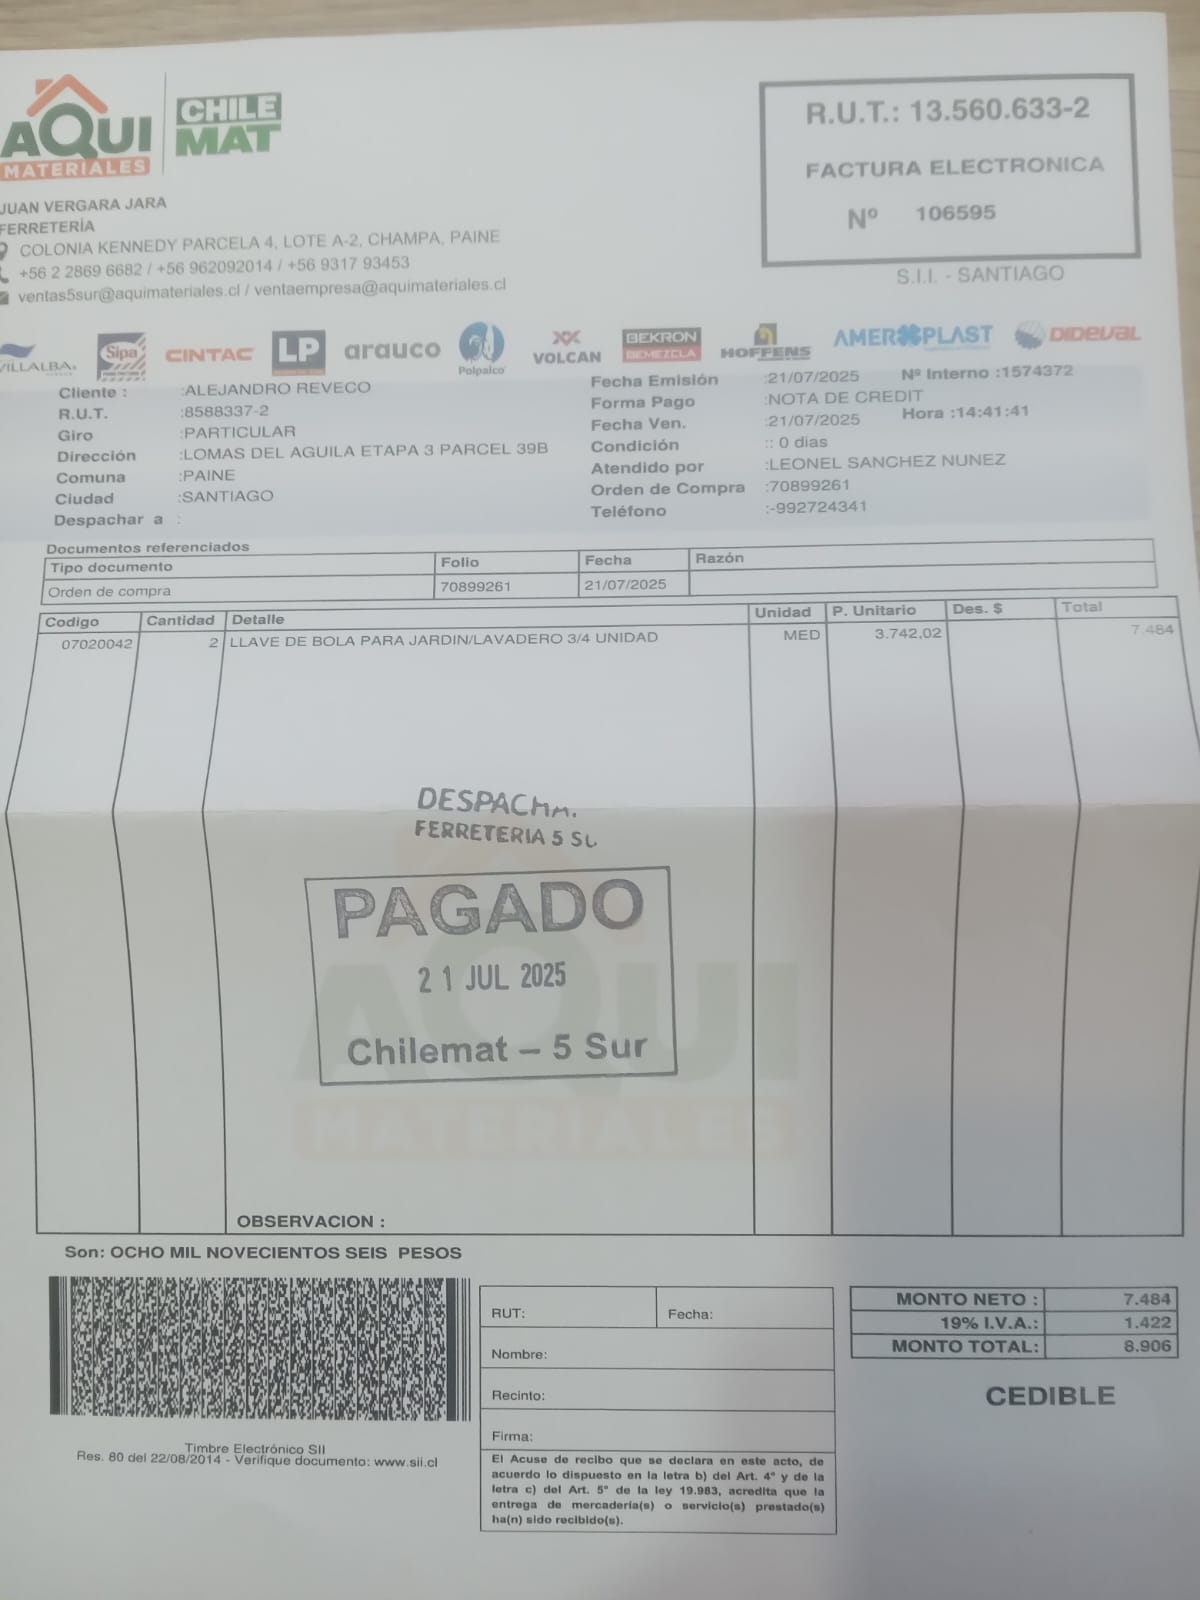 AQUI
MATERIALES
CHILE
MAT
JUAN VERGARA JARA
FERRETERÍA
COLONIA KENNEDY PARCELA 4, LOTE A-2, CHAMPA, PAINE
+56 2 2869 6682 / +56 962092014 / +56 9317 93453
ventas5sur@aquimateriales.cl / ventaempresa@aquimateriales.cl
R.U.T.: 13.560.633-2
FACTURA ELECTRONICA
Nº 106595
S.I.I. - SANTIAGO
VILLALBA Sipa CINTAC LP arauco Polpaico VOLCAN BEKRON BEMEZCLA HOFFENS AMERPLAST DIDEVAL
Cliente : :ALEJANDRO REVECO
R.U.T. :8588337-2
Giro :PARTICULAR
Dirección :LOMAS DEL AGUILA ETAPA 3 PARCEL 39B
Comuna :PAINE
Ciudad :SANTIAGO
Despachar a :
Fecha Emisión :21/07/2025 Nº Interno :1574372
Forma Pago :NOTA DE CREDIT
Fecha Ven. :21/07/2025 Hora :14:41:41
Condición :: 0 dias
Atendido por :LEONEL SANCHEZ NUNEZ
Orden de Compra :70899261
Teléfono :-992724341
Documentos referenciados
Tipo documento Folio Fecha Razón
Orden de compra 70899261 21/07/2025
Codigo Cantidad Detalle Unidad P. Unitario Des. $ Total
07020042 2 LLAVE DE BOLA PARA JARDIN/LAVADERO 3/4 UNIDAD MED 3.742,02 7.484
FERRETERIA 5
PAGADO
21 JUL 2025
Chilemat – 5 Sur
AQUI
MATERIALES
OBSERVACION :
Son: OCHO MIL NOVECIENTOS SEIS PESOS
Timbre Electrónico SII
Res. 80 del 22/08/2014 - Verifique documento: www.sii.cl
RUT: Fecha:
Nombre:
Recinto:
Firma:
El Acuse de recibo que se declara en este acto, de
acuerdo lo dispuesto en la letra b) del Art. 4° y de la
letra c) del Art. 5° de la ley 19.983, acredita que la
entrega de mercadería(s) o servicio(s) prestado(s)
ha(n) sido recibido(s).
MONTO NETO : 7.484
19% I.V.A.: 1.422
MONTO TOTAL: 8.906
CEDIBLE